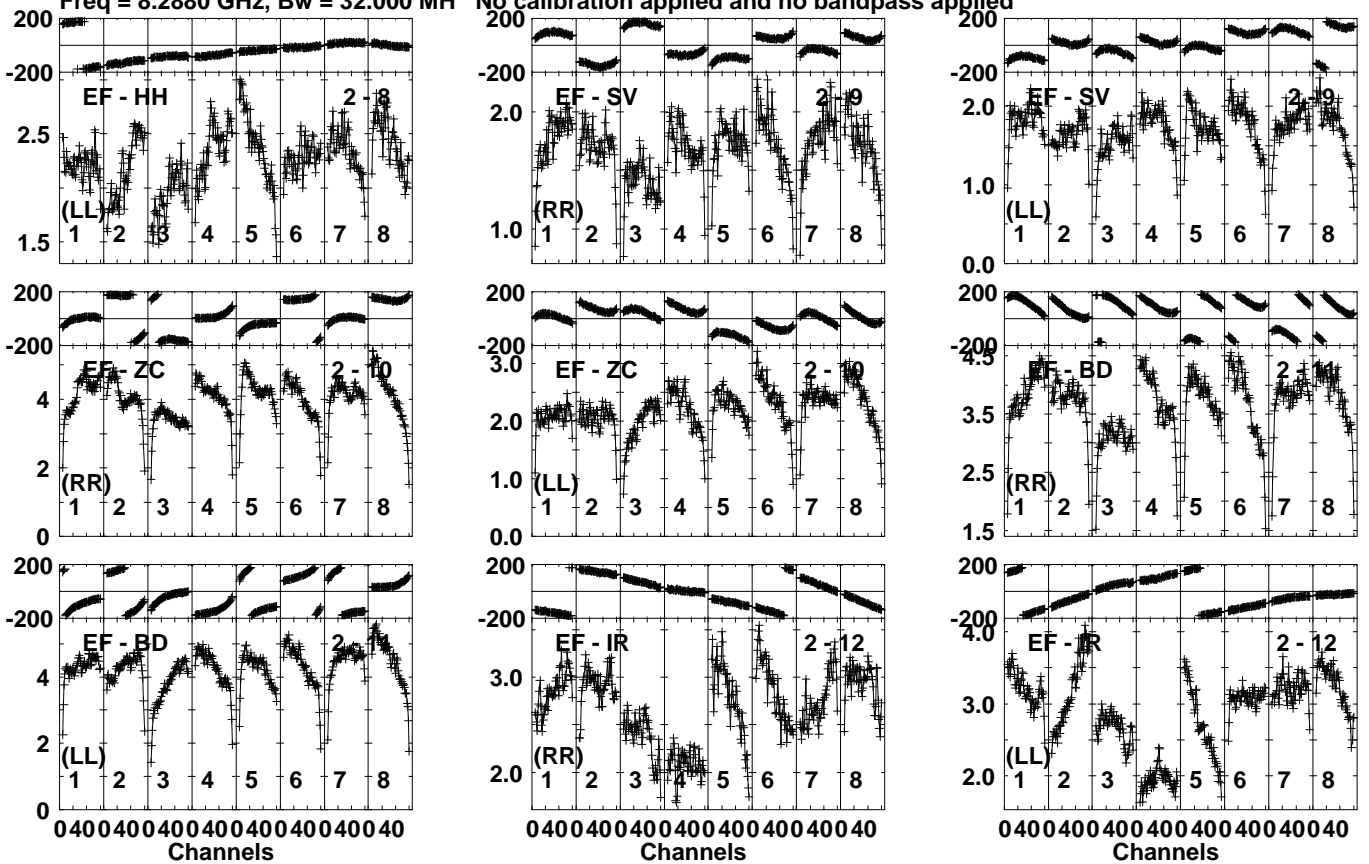 Freq = 8.2880 GHz, Bw = 32.000 MH No calibration applied and no bandpass applied
200 200 200
-200 -200 -200
EF - HH 2 - 8 EF - SV 2 - 9 EF - SV 2 - 9
2.5 2.0 2.0
1.0
(LL) (RR) (LL)
1.5 1 2 3 4 5 6 7 8 1.0 1 2 3 4 5 6 7 8 1 2 3 4 5 6 7 8
0.0
200 200 200
-200 -200 -200
EF - ZC 2 - 10 3.0 EF - ZC 2 - 10 4.5 EF - BD 2 - 11
4 2.0 3.5
2 1.0 2.5
(RR) (LL) (RR)
1 2 3 4 5 6 7 8 1 2 3 4 5 6 7 8 1 2 3 4 5 6 7 8
0 0.0 1.5
200 200 200
-200 -200 -200
EF - BD 2 - 11 EF - IR 2 - 12 4.0 EF - IR 2 - 12
4 3.0 3.0
2
(LL) (RR) (LL)
1 2 3 4 5 6 7 8 2.0 1 2 3 4 5 6 7 8 2.0 1 2 3 4 5 6 7 8
0
0 40 0 40 0 40 0 40 0 40 0 40 0 40 0 40 0 40 0 40 0 40 0 40 0 40 0 40 0 40 0 40 0 40 0 40 0 40 0 40 0 40 0 40 0 40 0 40
Channels Channels Channels